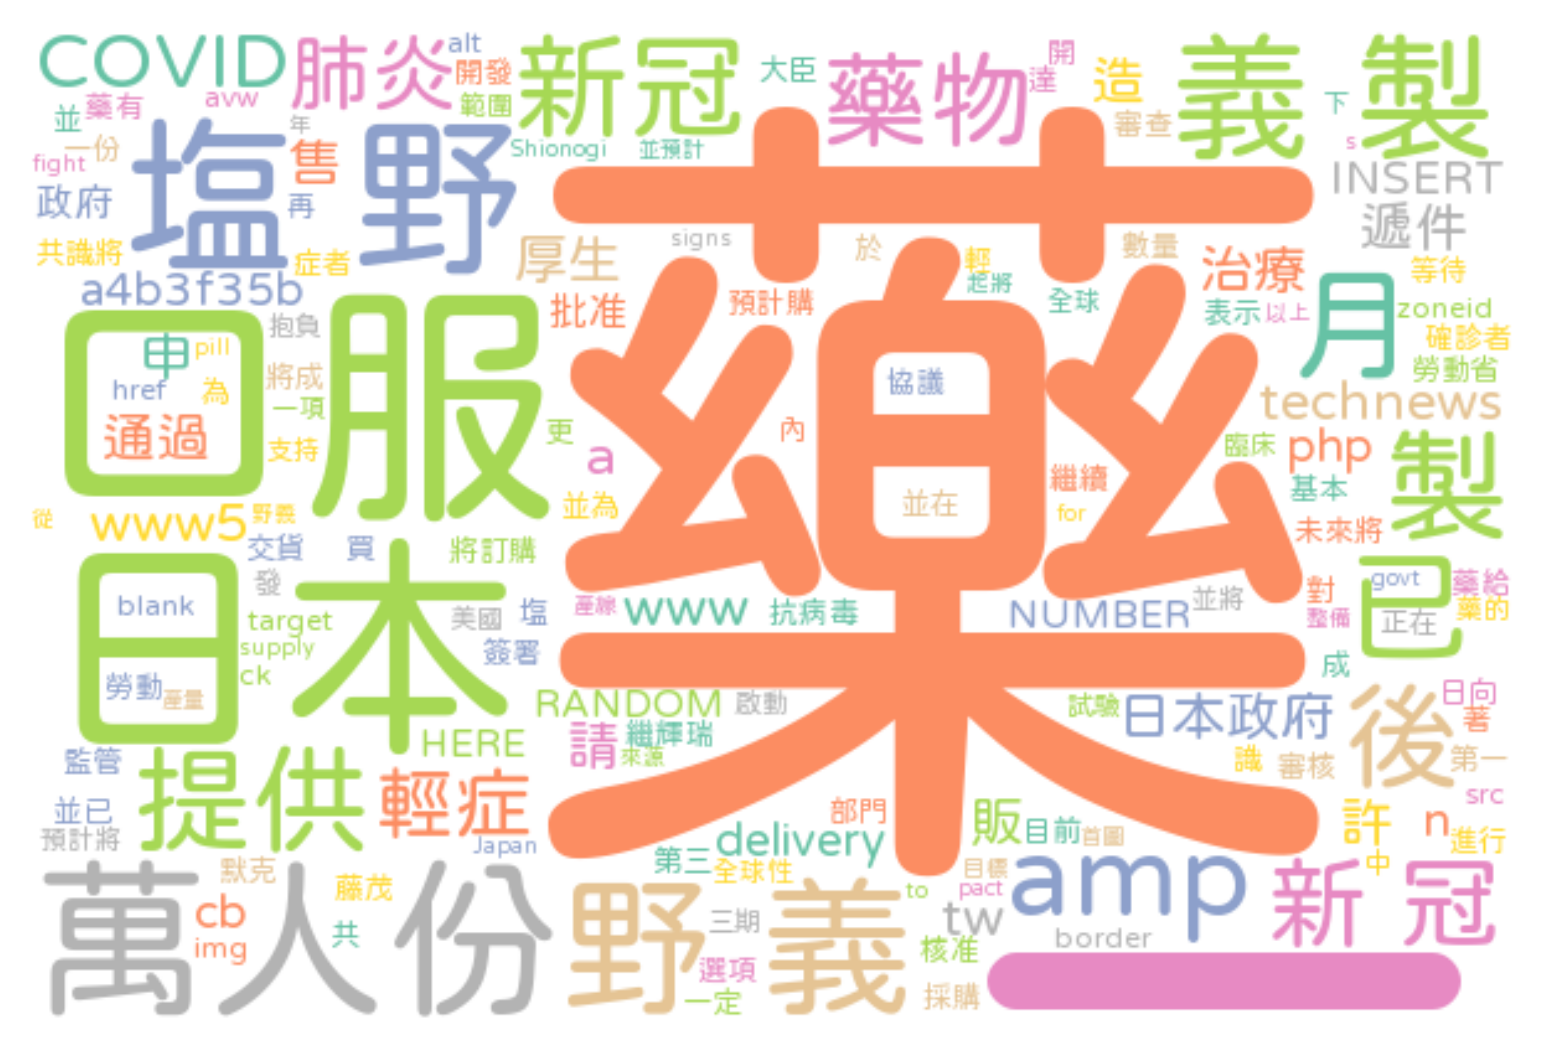 COVID
肺炎
alt
開發
新冠
大臣
藥物
開
達
造
義
製
並
藥有
avw
範圍
年
一份
Shionogi
並預計
審查
下
s
fight
塩
售
野
INSERT
政府
再
遞件
共識將
症者
厚生
signs
於
輕
數量
治療
等待
a4b3f35b
批准
預計購
起將
全球
表示
以上
月
zoneid
口服
抱負
確診者
申
pill
href
為
將成
協議
勞動省
一項
technews
通過
支持
更
a
內
臨床
php
製
繼續
基本
從
www5
野義
並為
並在
for
未來將
交貨
買
將訂購
藥
日本
發
已
govt
藥給
blank
target
美國
塩
產線
www
抗病毒
NUMBER
並將
對
整備
正在
藥的
supply
簽署
ck
成
勞動
產量
RANDOM
啟動
試驗
日本政府
後
日向
著
HERE
請
繼輝瑞
來源
識
審核
第一
監管
提供
輕症
並已
預計將
Japan
部門
販
目前
首圖
許
n
src
進行
delivery
第三
全球性
目標
中
萬人份
默克
藤茂
cb
img
共
野
三期
義
to
pact
amp
新
冠
tw
border
核准
選項
一定
採購
一